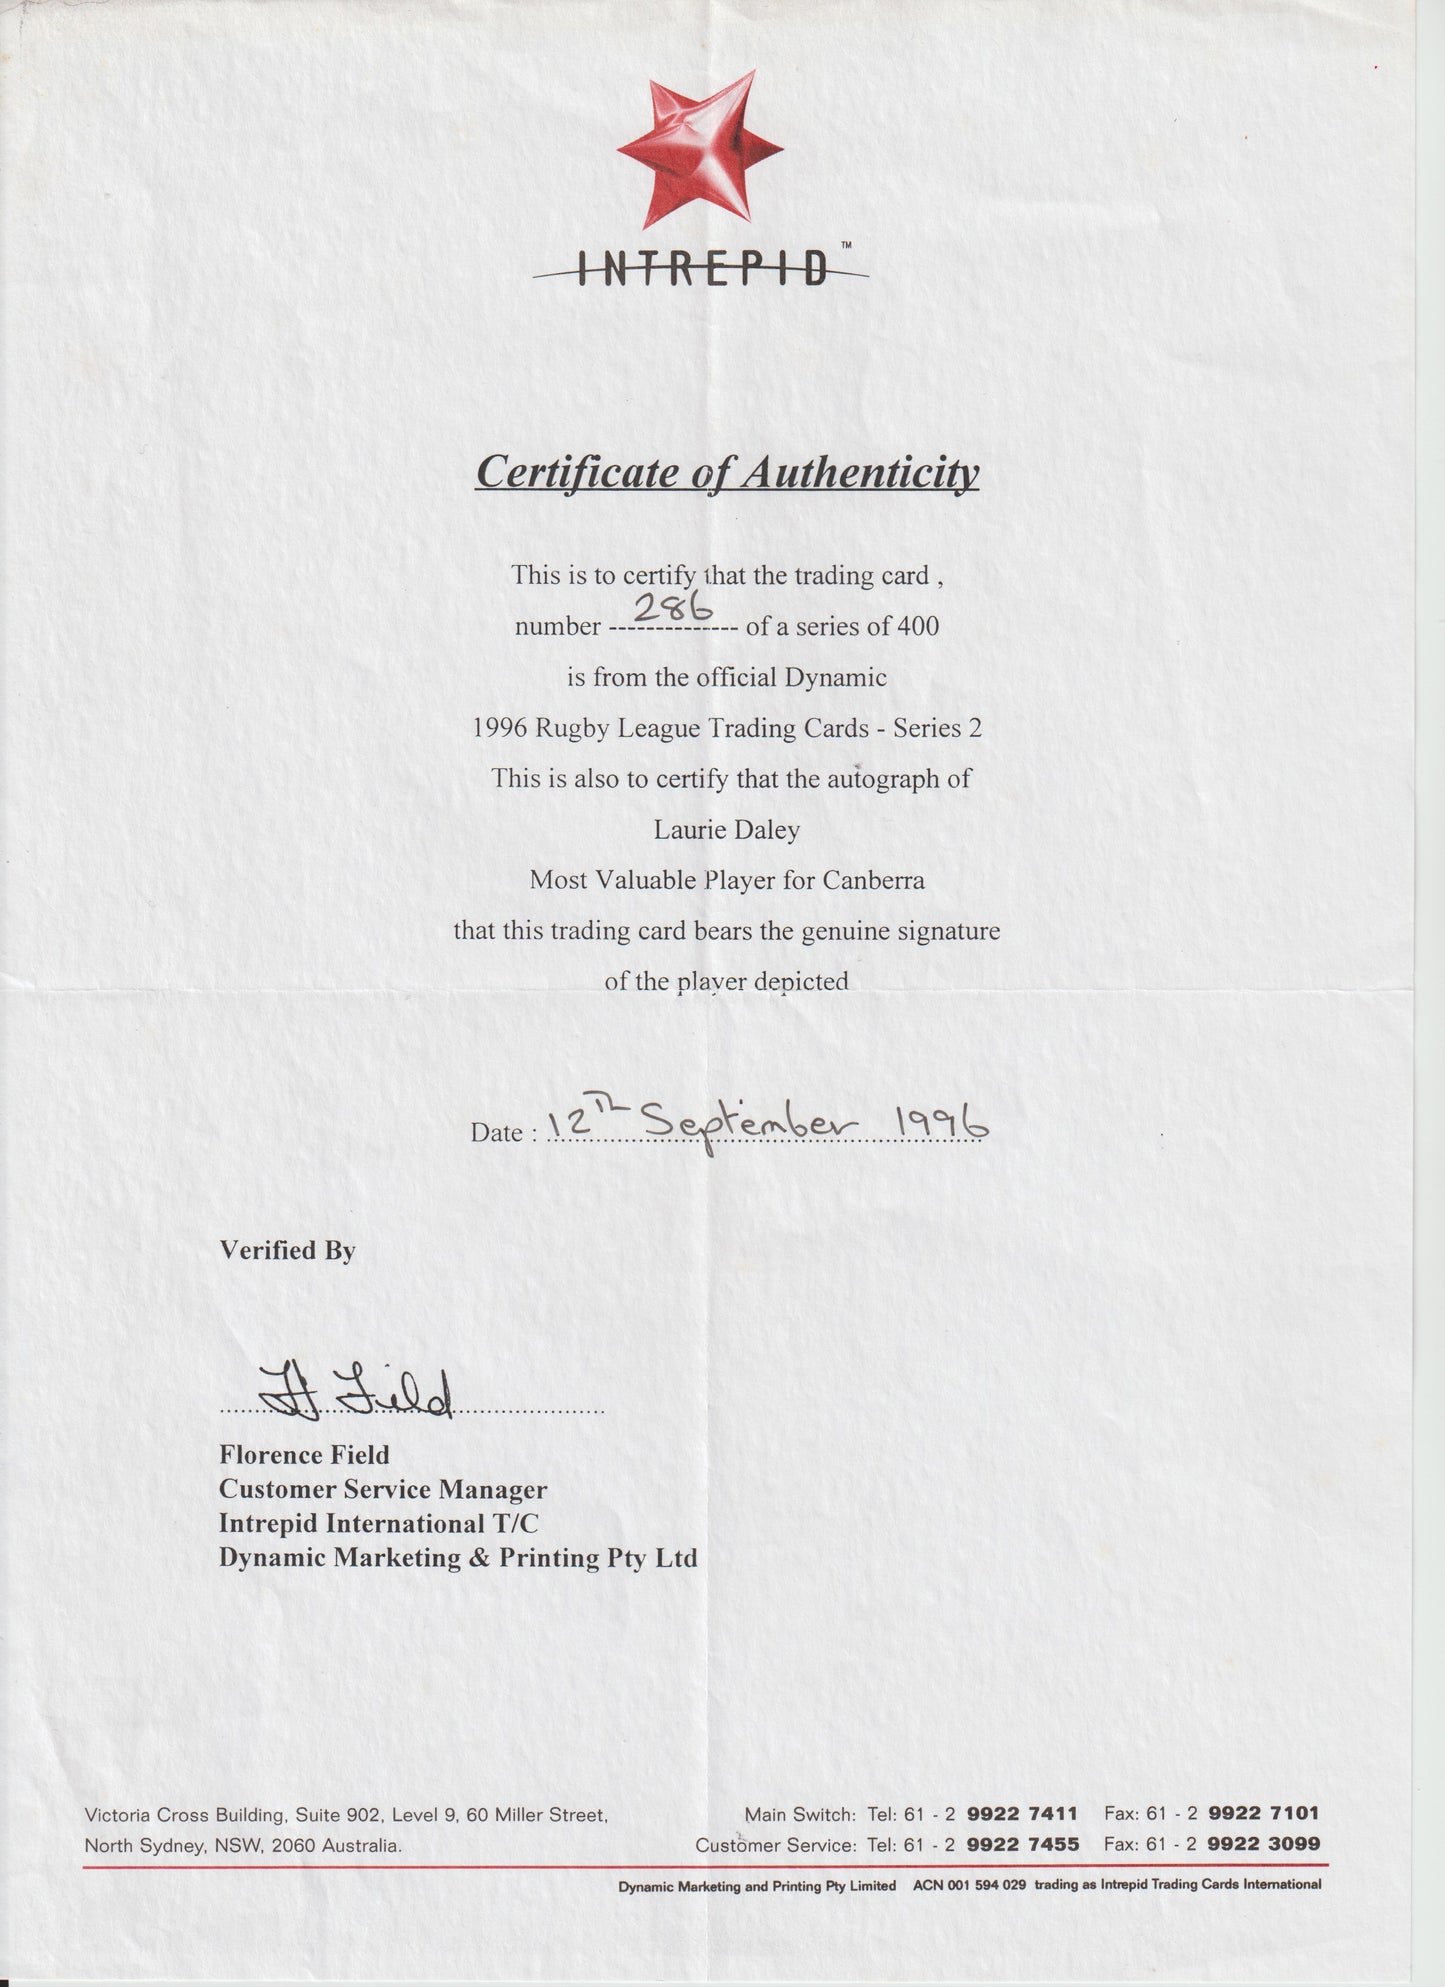 INTREPID™
Certificate of Authenticity
This is to certify that the trading card ,
number 286 of a series of 400
is from the official Dynamic
1996 Rugby League Trading Cards - Series 2
This is also to certify that the autograph of
Laurie Daley
Most Valuable Player for Canberra
that this trading card bears the genuine signature
of the player depicted
Date : 12TH September 1996
Verified By
H Field
Florence Field
Customer Service Manager
Intrepid International T/C
Dynamic Marketing & Printing Pty Ltd
Victoria Cross Building, Suite 902, Level 9, 60 Miller Street,
North Sydney, NSW, 2060 Australia.
Main Switch: Tel: 61 - 2 9922 7411 Fax: 61 - 2 9922 7101
Customer Service: Tel: 61 - 2 9922 7455 Fax: 61 - 2 9922 3099
Dynamic Marketing and Printing Pty Limited ACN 001 594 029 trading as Intrepid Trading Cards International